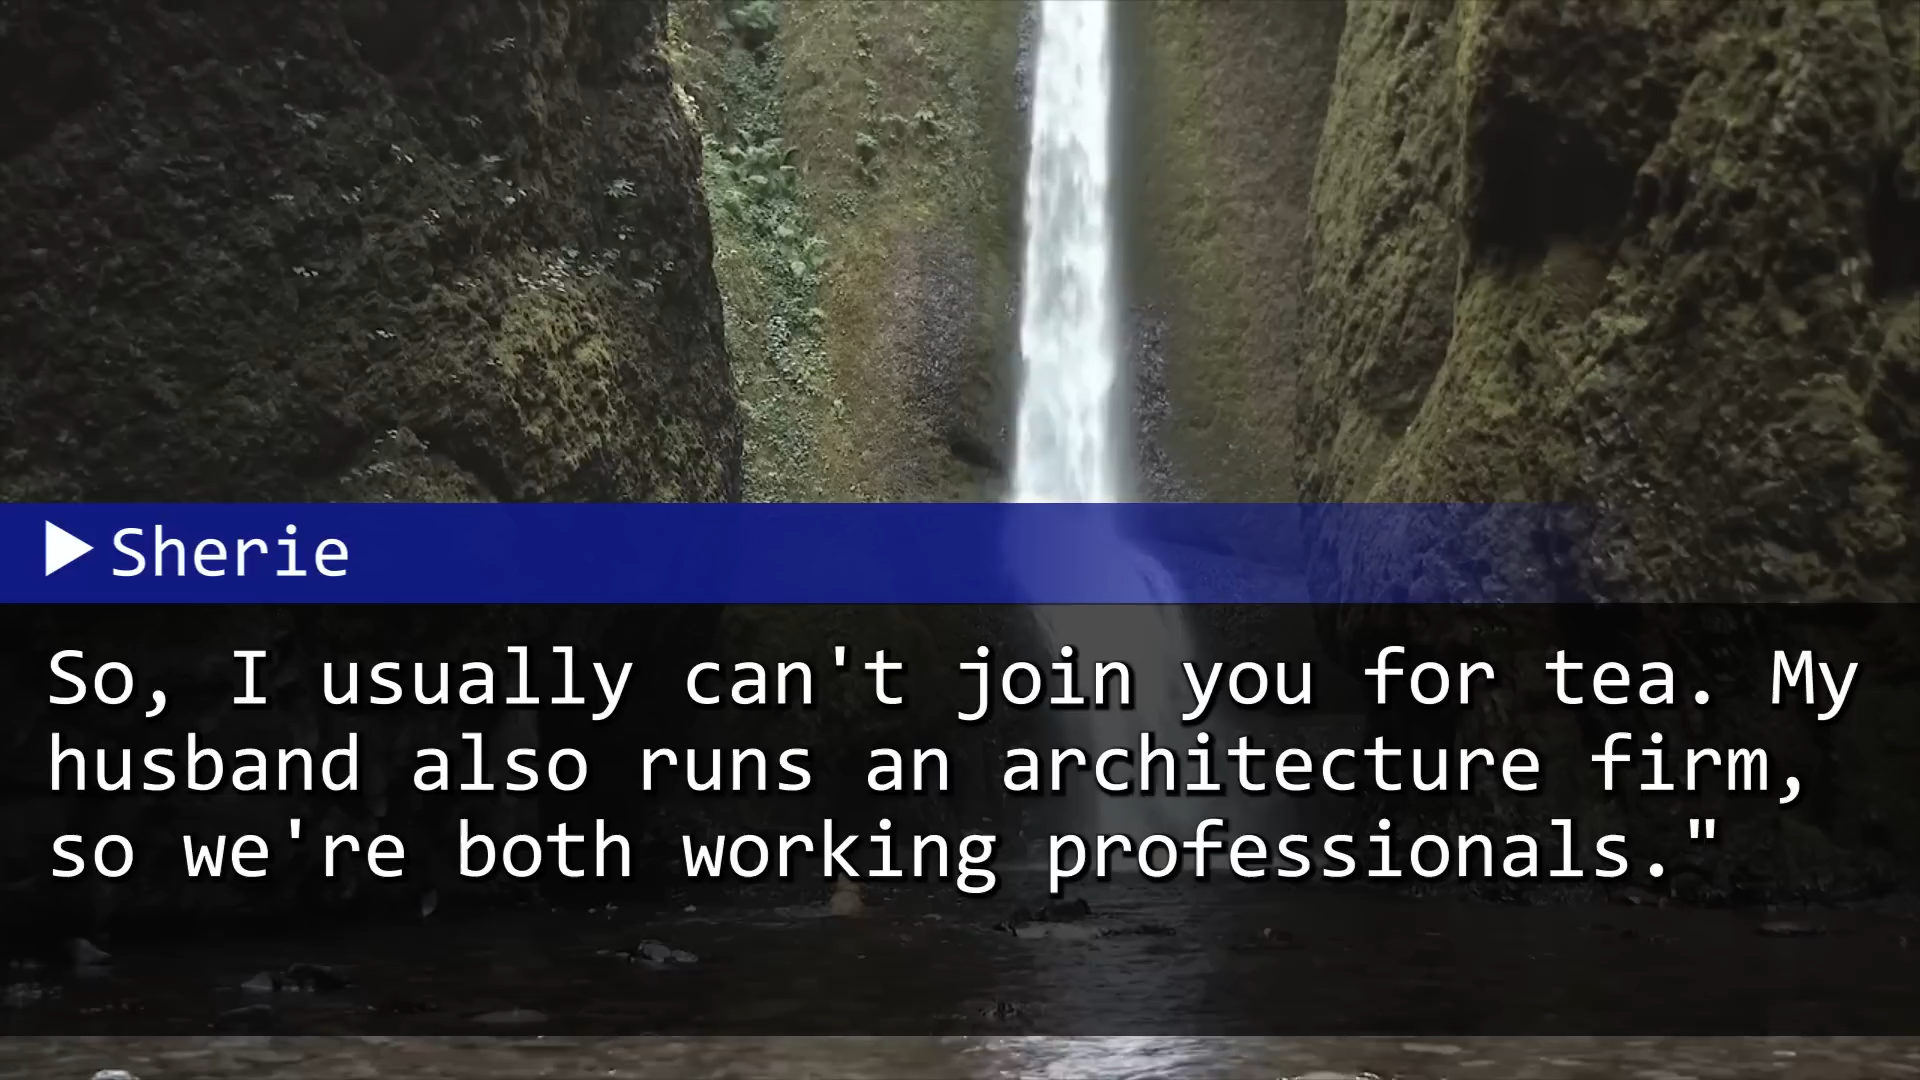 Sherie
So, I usually can't join you for tea. My
husband also runs an architecture firm,
so we're both working professionals."